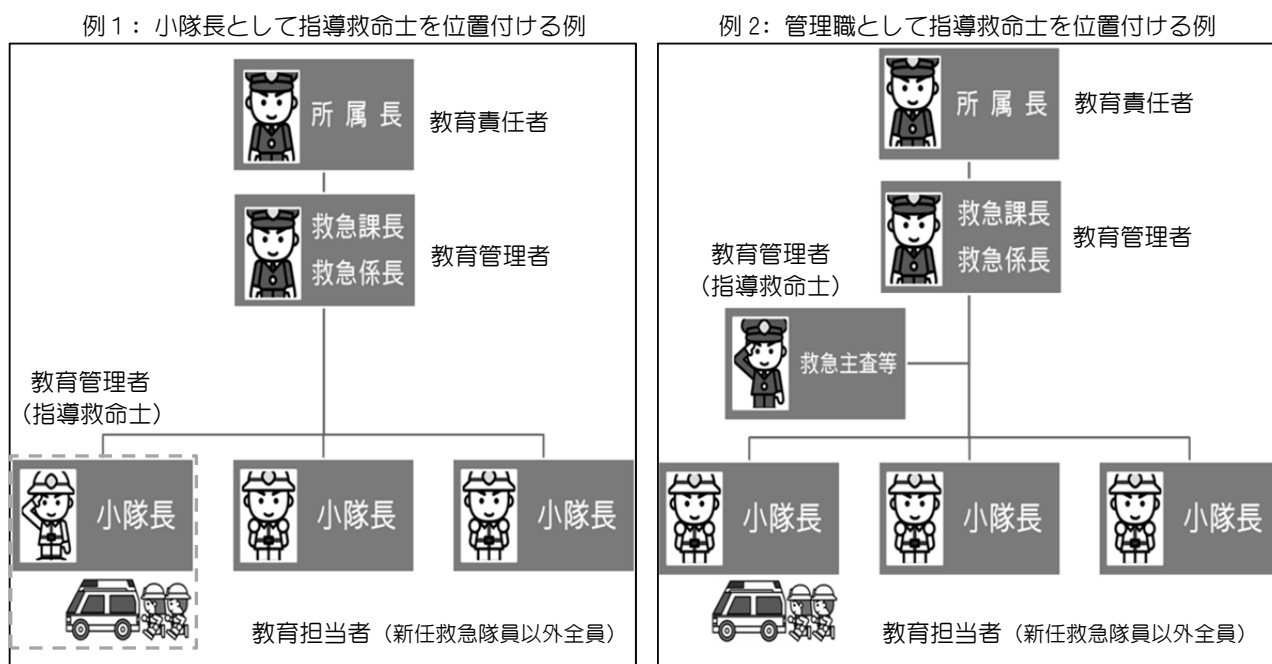 例1：小隊長として指導救命士を位置付ける例
所属長
教育責任者
救急課長
救急係長
教育管理者
教育管理者
（指導救命士）
小隊長
小隊長
小隊長
教育担当者（新任救急隊員以外全員）
例2：管理職として指導救命士を位置付ける例
所属長
教育責任者
救急課長
救急係長
教育管理者
教育管理者
（指導救命士）
救急主査等
小隊長
小隊長
小隊長
教育担当者（新任救急隊員以外全員）